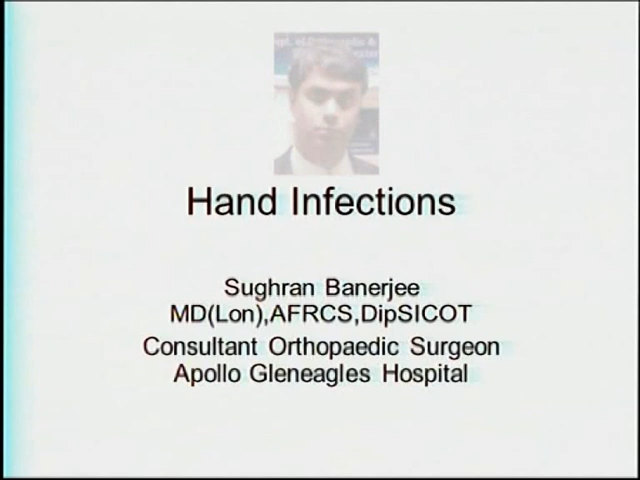 Hand Infections
Sughran Banerjee
MD(Lon),AFRCS,DipSICOT
Consultant Orthopaedic Surgeon
Apollo Gleneagles Hospital